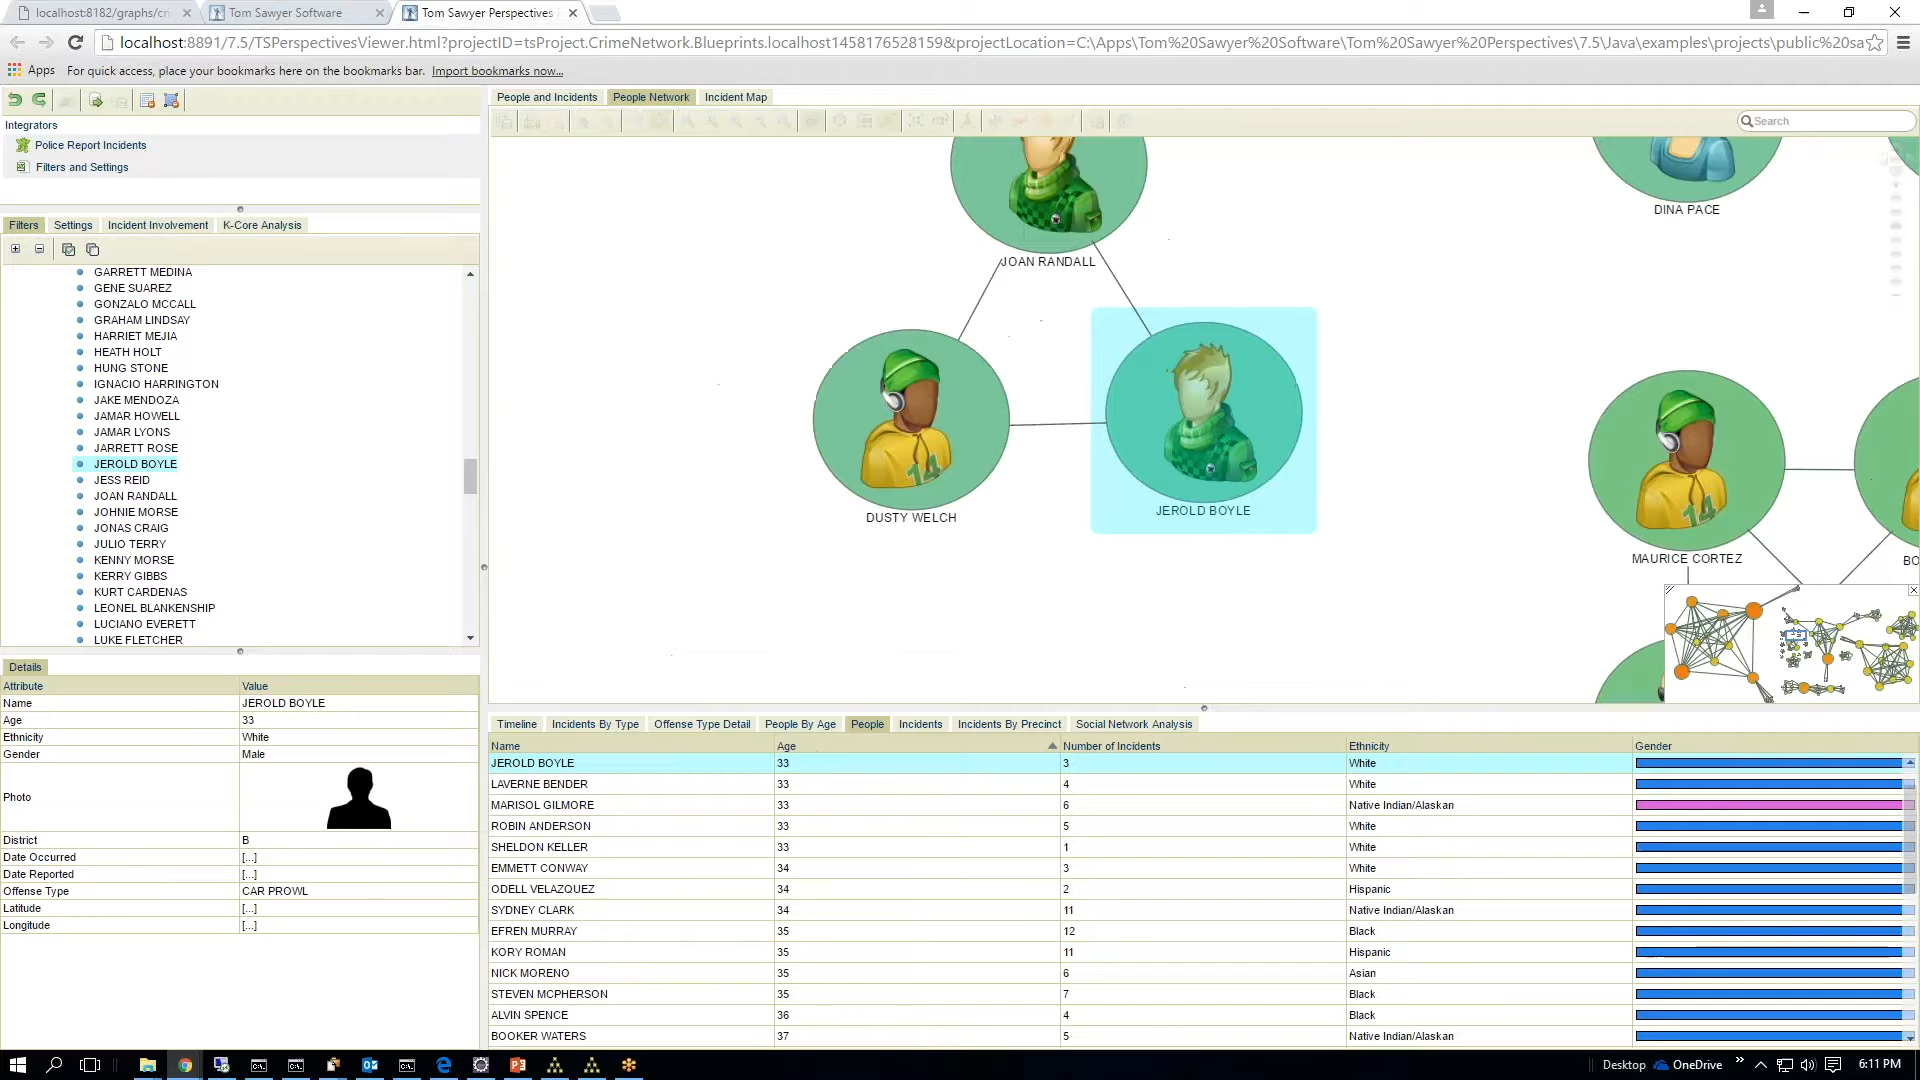 localhost:8182/graphs/cri
Tom Sawyer Software
Tom Sawyer Perspectives
localhost:8891/7.5/TSPerspectivesViewer.html?projectID=tsProject.CrimeNetwork.Blueprints.localhost1458176528159&projectLocation=C:\Apps\Tom%20Sawyer%20Software\Tom%20Sawyer%20Perspectives\7.5\Java\examples\projects\public%20sa
Apps For quick access, place your bookmarks here on the bookmarks bar. Import bookmarks now...
Integrators
Police Report Incidents
Filters and Settings
Filters Settings Incident Involvement K-Core Analysis
GARRETT MEDINA
GENE SUAREZ
GONZALO MCCALL
GRAHAM LINDSAY
HARRIET MEJIA
HEATH HOLT
HUNG STONE
IGNACIO HARRINGTON
JAKE MENDOZA
JAMAR HOWELL
JAMAR LYONS
JARRETT ROSE
JEROLD BOYLE
JESS REID
JOAN RANDALL
JOHNIE MORSE
JONAS CRAIG
JULIO TERRY
KENNY MORSE
KERRY GIBBS
KURT CARDENAS
LEONEL BLANKENSHIP
LUCIANO EVERETT
LUKE FLETCHER
Details
Attribute Value
Name JEROLD BOYLE
Age 33
Ethnicity White
Gender Male
Photo
District B
Date Occurred [...]
Date Reported [...]
Offense Type CAR PROWL
Latitude [...]
Longitude [...]
People and Incidents People Network Incident Map
Search
DINA PACE
JOAN RANDALL
14
DUSTY WELCH
JEROLD BOYLE
14
MAURICE CORTEZ
BO
Timeline Incidents By Type Offense Type Detail People By Age People Incidents Incidents By Precinct Social Network Analysis
Name Age Number of Incidents Ethnicity Gender
JEROLD BOYLE 33 3 White
LAVERNE BENDER 33 4 White
MARISOL GILMORE 33 6 Native Indian/Alaskan
ROBIN ANDERSON 33 5 White
SHELDON KELLER 33 1 White
EMMETT CONWAY 34 3 White
ODELL VELAZQUEZ 34 2 Hispanic
SYDNEY CLARK 34 11 Native Indian/Alaskan
EFREN MURRAY 35 12 Black
KORY ROMAN 35 11 Hispanic
NICK MORENO 35 6 Asian
STEVEN MCPHERSON 35 7 Black
ALVIN SPENCE 36 4 Black
BOOKER WATERS 37 5 Native Indian/Alaskan
Desktop OneDrive 6:11 PM